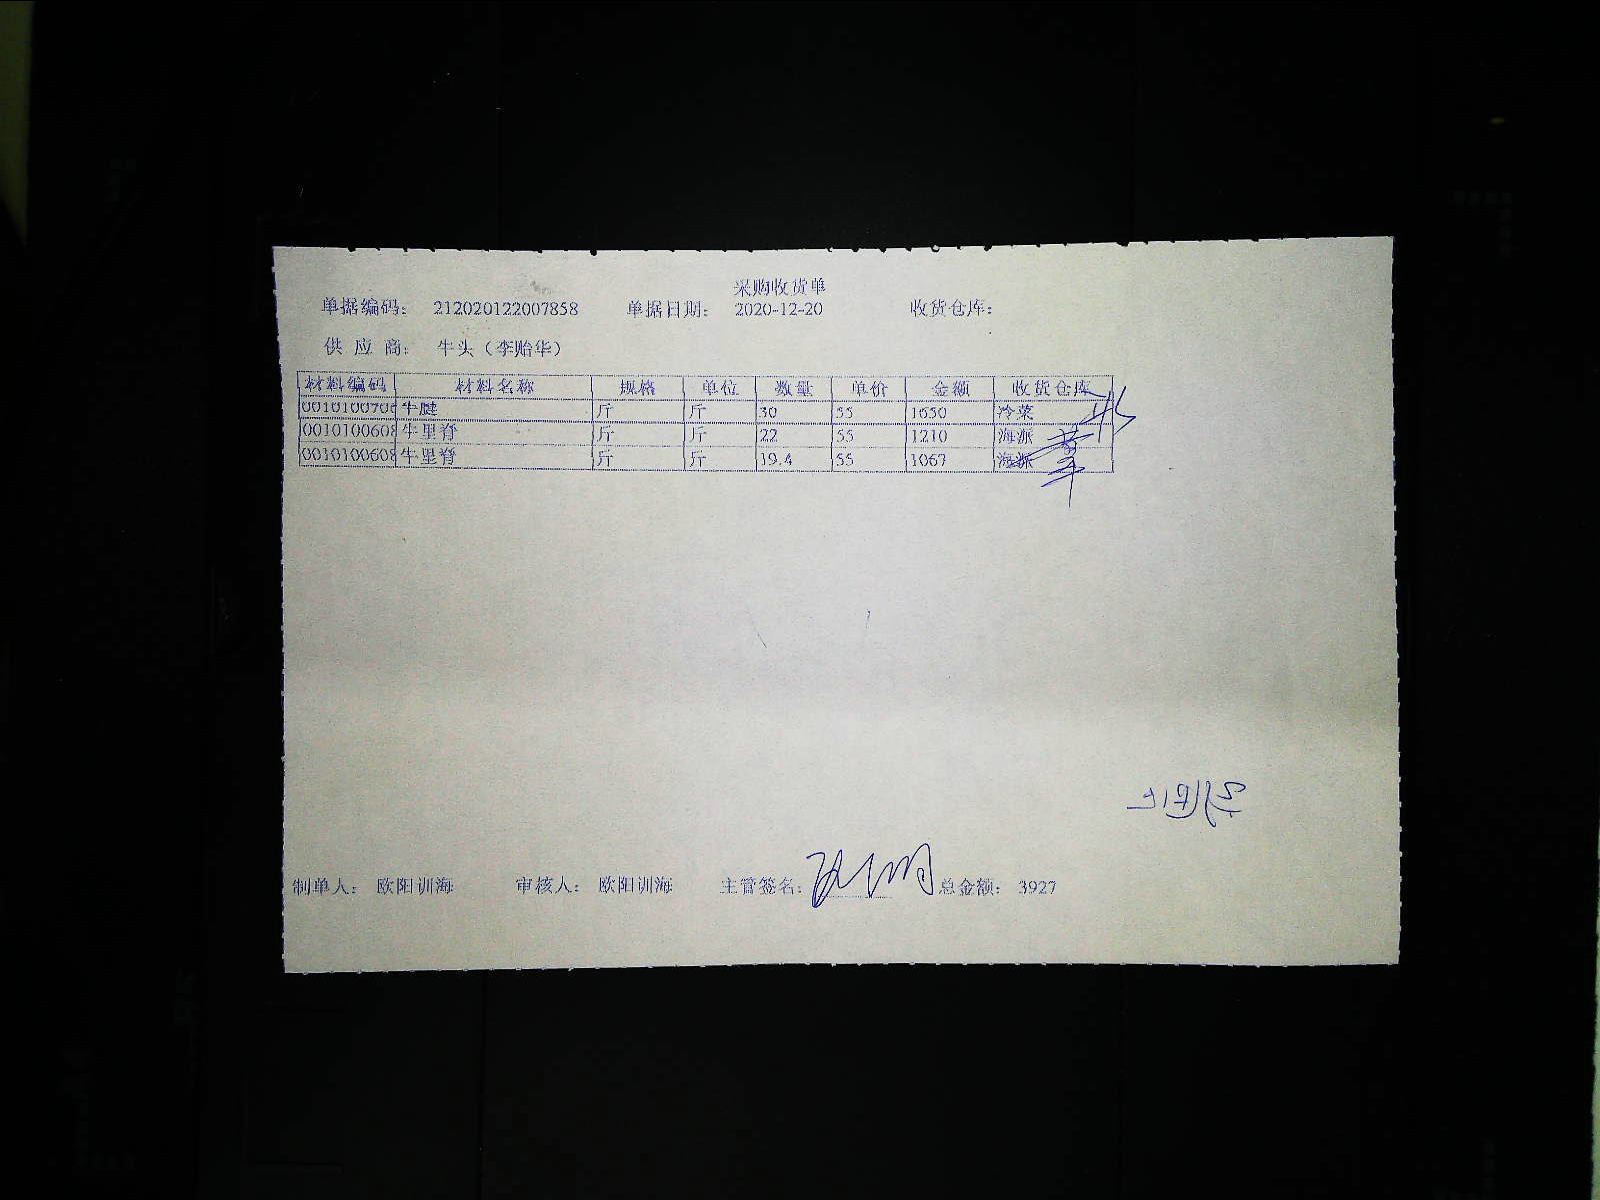 采购收货单
单据编码： 212020122007858 单据日期： 2020-12-20 收货仓库：
供 应 商： 牛头（李贻华）
材料编码 材料名称 规格 单位 数量 单价 金额 收货仓库
0010100706 牛腱 斤 斤 30 55 1650 冷菜
0010100608 牛里脊 斤 斤 22 55 1210 海派
0010100608 牛里脊 斤 斤 19.4 55 1067 海派
制单人： 欧阳训海 审核人： 欧阳训海 主管签名： 总金额： 3927